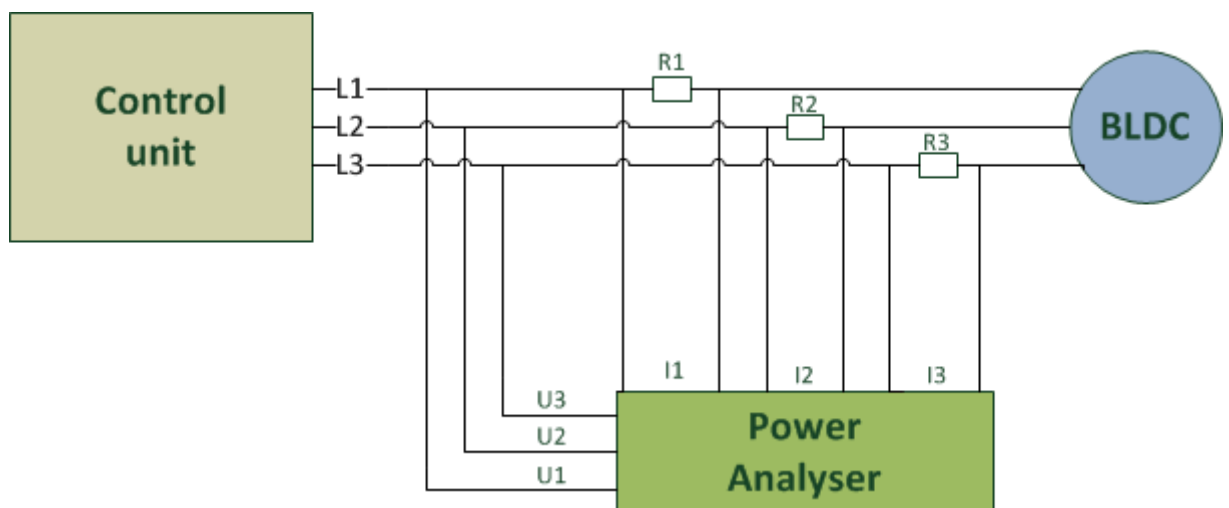 Control
unit
L1
L2
L3
R1
R2
R3
BLDC
I1
I2
I3
U3
U2
U1
Power
Analyser